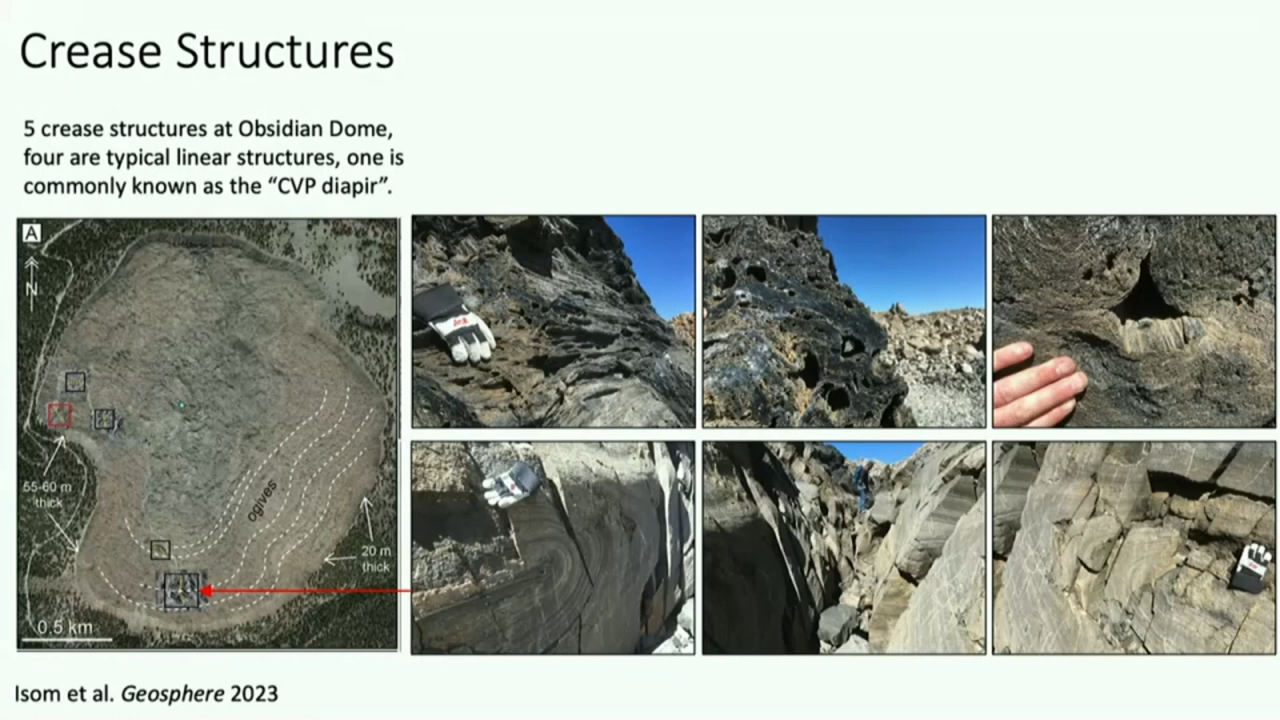 Crease Structures
5 crease structures at Obsidian Dome,
four are typical linear structures, one is
commonly known as the “CVP diapir”.
A
N
55-60 m
thick
ogives
20 m
thick
0.5 km
Isom et al. Geosphere 2023